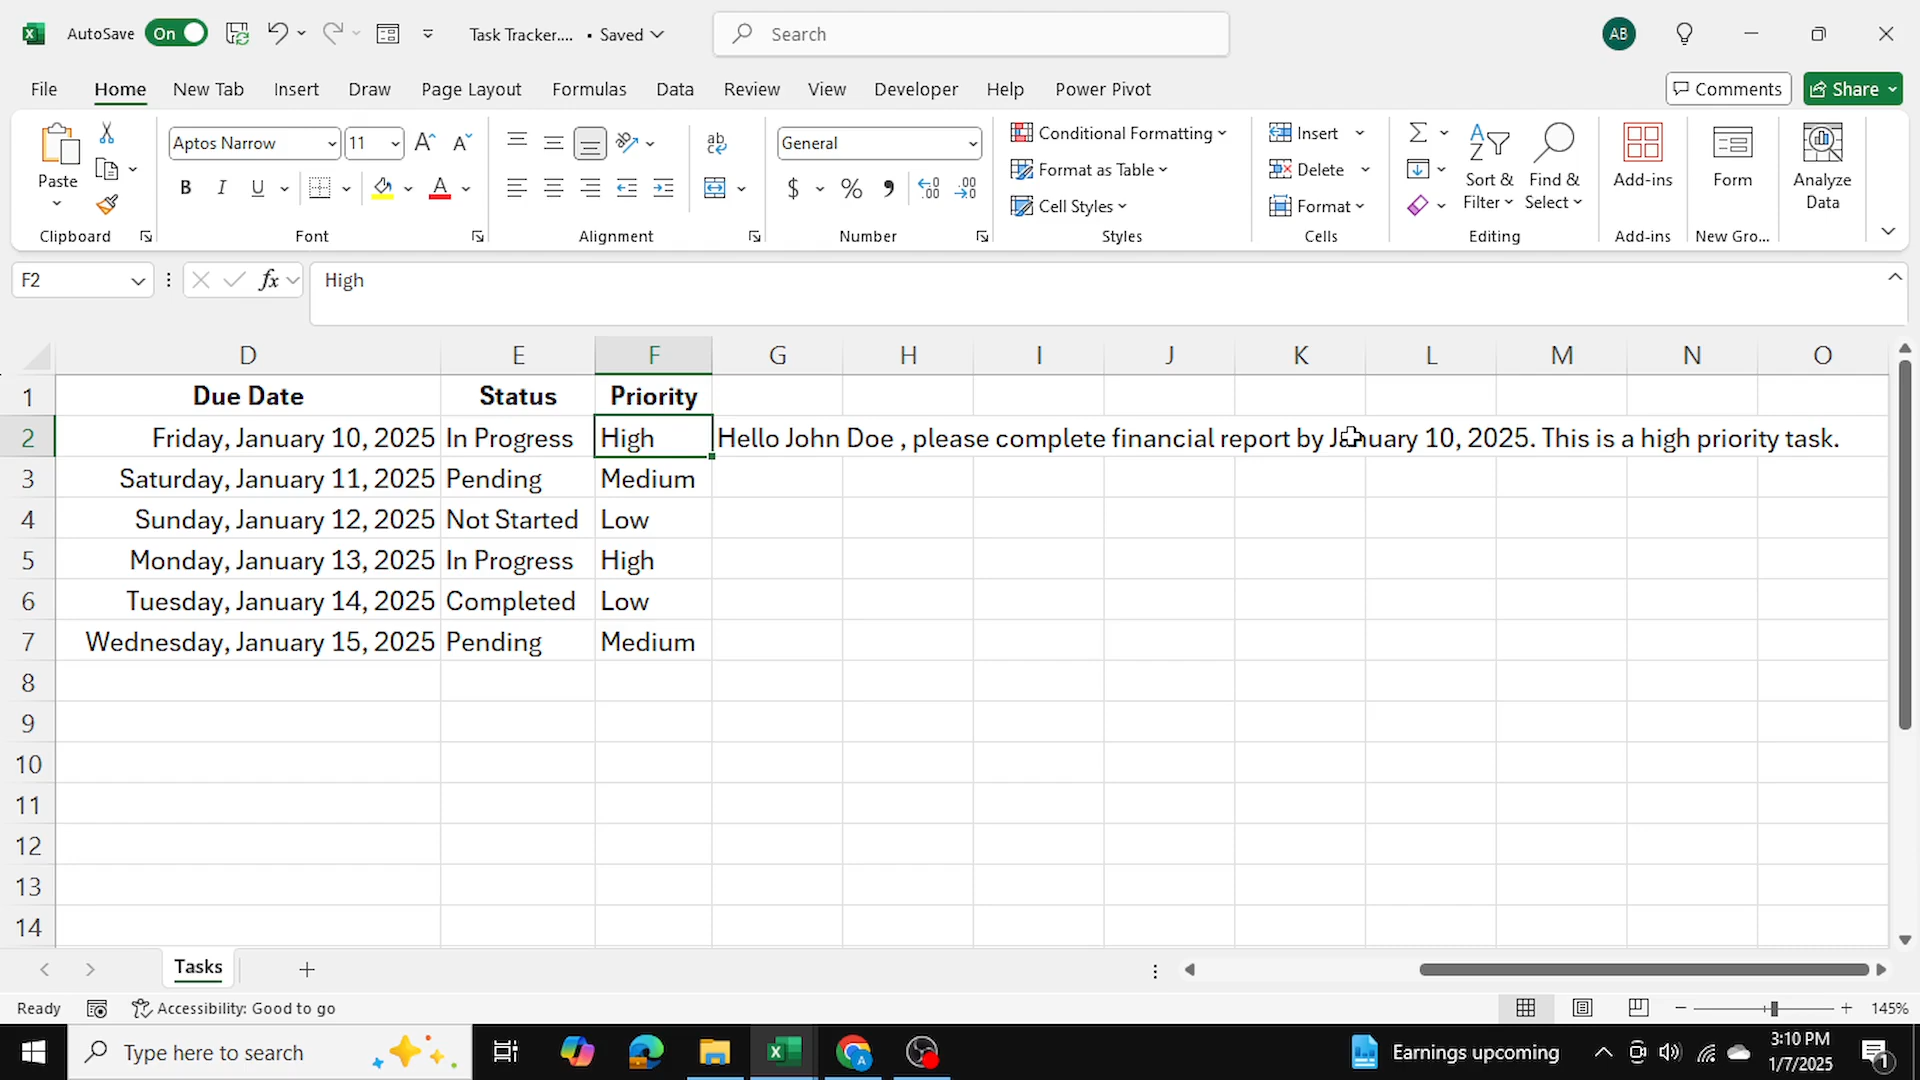 AutoSave On Task Tracker.... • Saved Search AB
File Home New Tab Insert Draw Page Layout Formulas Data Review View Developer Help Power Pivot Comments Share
Paste Aptos Narrow 11 General Conditional Formatting Format as Table Cell Styles Insert Delete Format Sort & Filter Find & Select Add-ins Form Analyze Data
B I U A $ % ab
Clipboard Font Alignment Number Styles Cells Editing Add-ins New Gro...
F2 fx High
D E F G H I J K L M N O
1 Due Date Status Priority
2 Friday, January 10, 2025 In Progress High Hello John Doe , please complete financial report by January 10, 2025. This is a high priority task.
3 Saturday, January 11, 2025 Pending Medium
4 Sunday, January 12, 2025 Not Started Low
5 Monday, January 13, 2025 In Progress High
6 Tuesday, January 14, 2025 Completed Low
7 Wednesday, January 15, 2025 Pending Medium
8
9
10
11
12
13
14
Tasks
Ready Accessibility: Good to go 145%
Type here to search Earnings upcoming 3:10 PM
1/7/2025 1